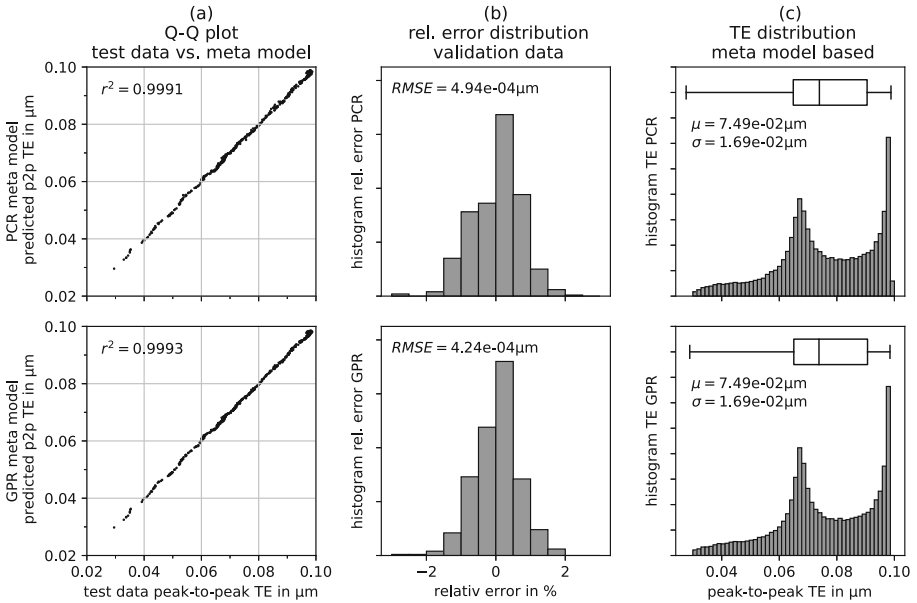 (a)
Q-Q plot
test data vs. meta model
(b)
rel. error distribution
validation data
(c)
TE distribution
meta model based
PCR meta model
predicted p2p TE in µm
0.10
0.08
0.06
0.04
0.02
r² = 0.9991
histogram rel. error PCR
RMSE = 4.94e-04µm
histogram TE PCR
µ = 7.49e-02µm
σ = 1.69e-02µm
GPR meta model
predicted p2p TE in µm
0.10
0.08
0.06
0.04
0.02
r² = 0.9993
0.02 0.04 0.06 0.08 0.10
test data peak-to-peak TE in µm
histogram rel. error GPR
RMSE = 4.24e-04µm
−2 0 2
relativ error in %
histogram TE GPR
µ = 7.49e-02µm
σ = 1.69e-02µm
0.04 0.06 0.08 0.10
peak-to-peak TE in µm